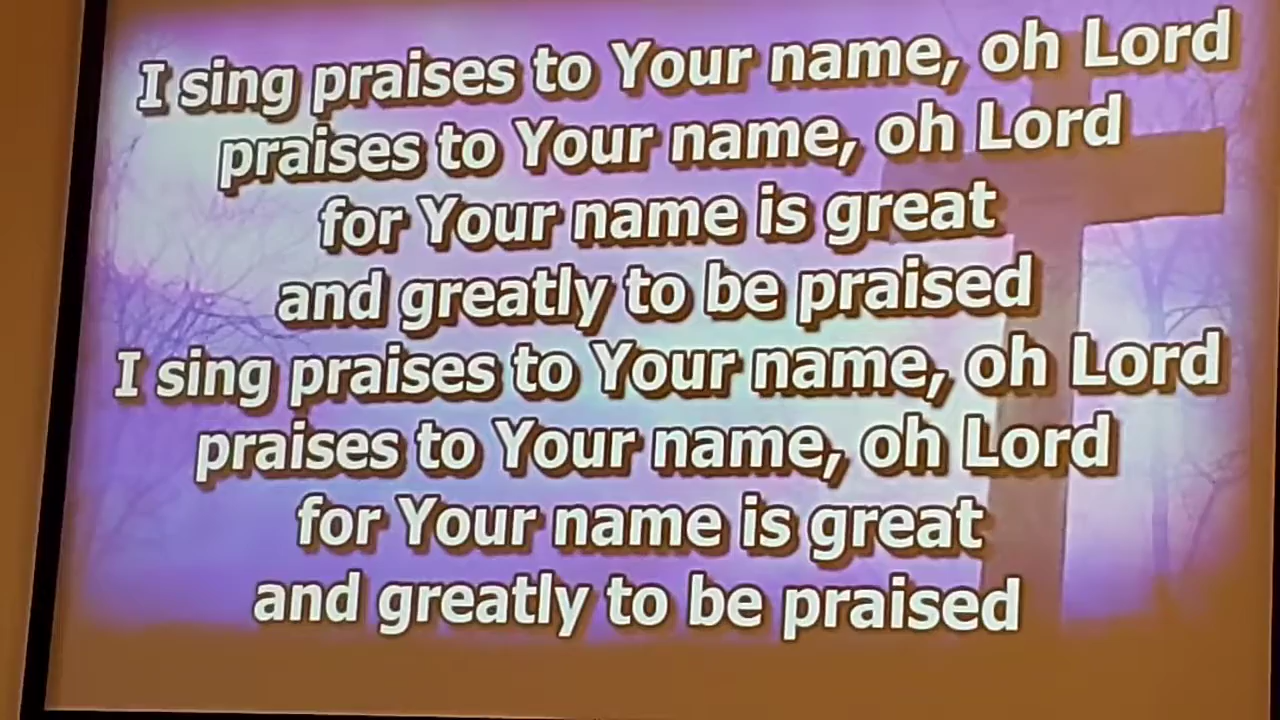 I sing praises to Your name, oh Lord
praises to Your name, oh Lord
for Your name is great
and greatly to be praised
I sing praises to Your name, oh Lord
praises to Your name, oh Lord
for Your name is great
and greatly to be praised